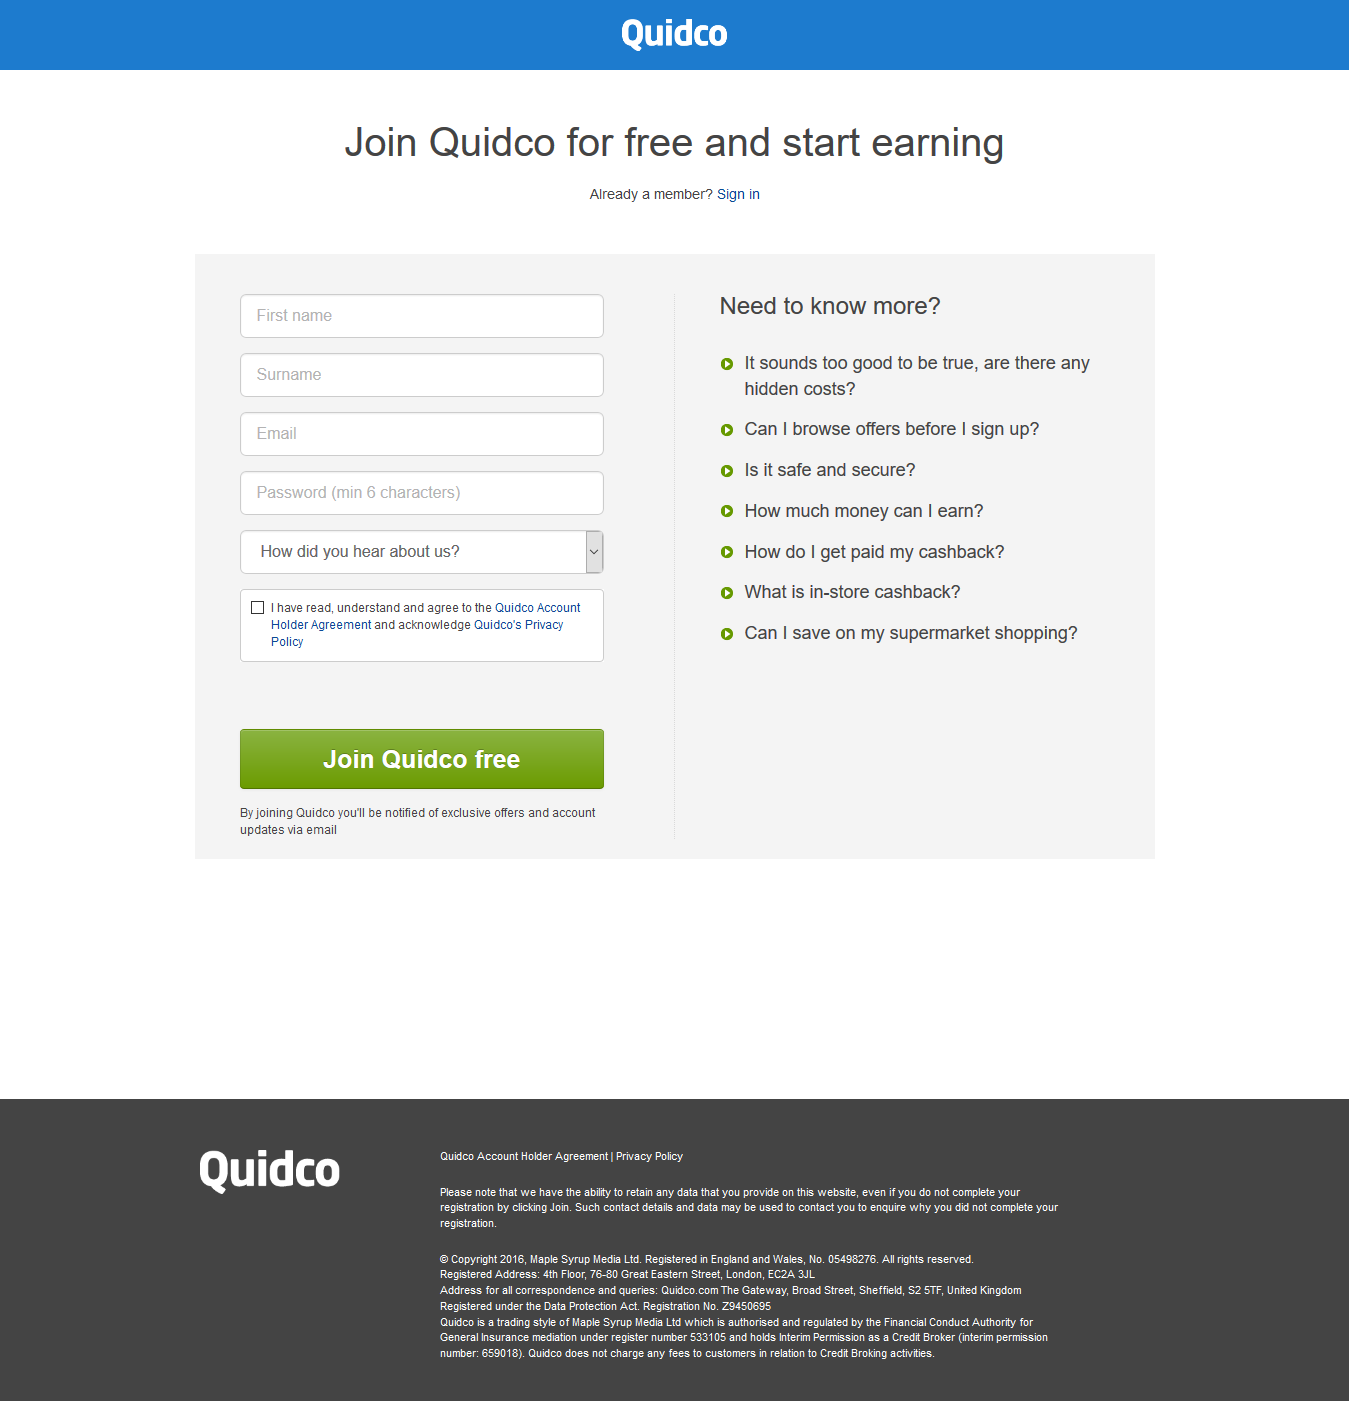 Quidco
Join Quidco for free and start earning
Already a member? Sign in
First name
Surname
Email
Password (min 6 characters)
How did you hear about us?
I have read, understand and agree to the Quidco Account
Holder Agreement and acknowledge Quidco's Privacy
Policy
Join Quidco free
By joining Quidco you'll be notified of exclusive offers and account
updates via email
Need to know more?
It sounds too good to be true, are there any
hidden costs?
Can I browse offers before I sign up?
Is it safe and secure?
How much money can I earn?
How do I get paid my cashback?
What is in-store cashback?
Can I save on my supermarket shopping?
Quidco
Quidco Account Holder Agreement | Privacy Policy
Please note that we have the ability to retain any data that you provide on this website, even if you do not complete your
registration by clicking Join. Such contact details and data may be used to contact you to enquire why you did not complete your
registration.
© Copyright 2016, Maple Syrup Media Ltd. Registered in England and Wales, No. 05498276. All rights reserved.
Registered Address: 4th Floor, 76-80 Great Eastern Street, London, EC2A 3JL
Address for all correspondence and queries: Quidco.com The Gateway, Broad Street, Sheffield, S2 5TF, United Kingdom
Registered under the Data Protection Act. Registration No. Z9450695
Quidco is a trading style of Maple Syrup Media Ltd which is authorised and regulated by the Financial Conduct Authority for
General Insurance mediation under register number 533105 and holds Interim Permission as a Credit Broker (interim permission
number: 659018). Quidco does not charge any fees to customers in relation to Credit Broking activities.